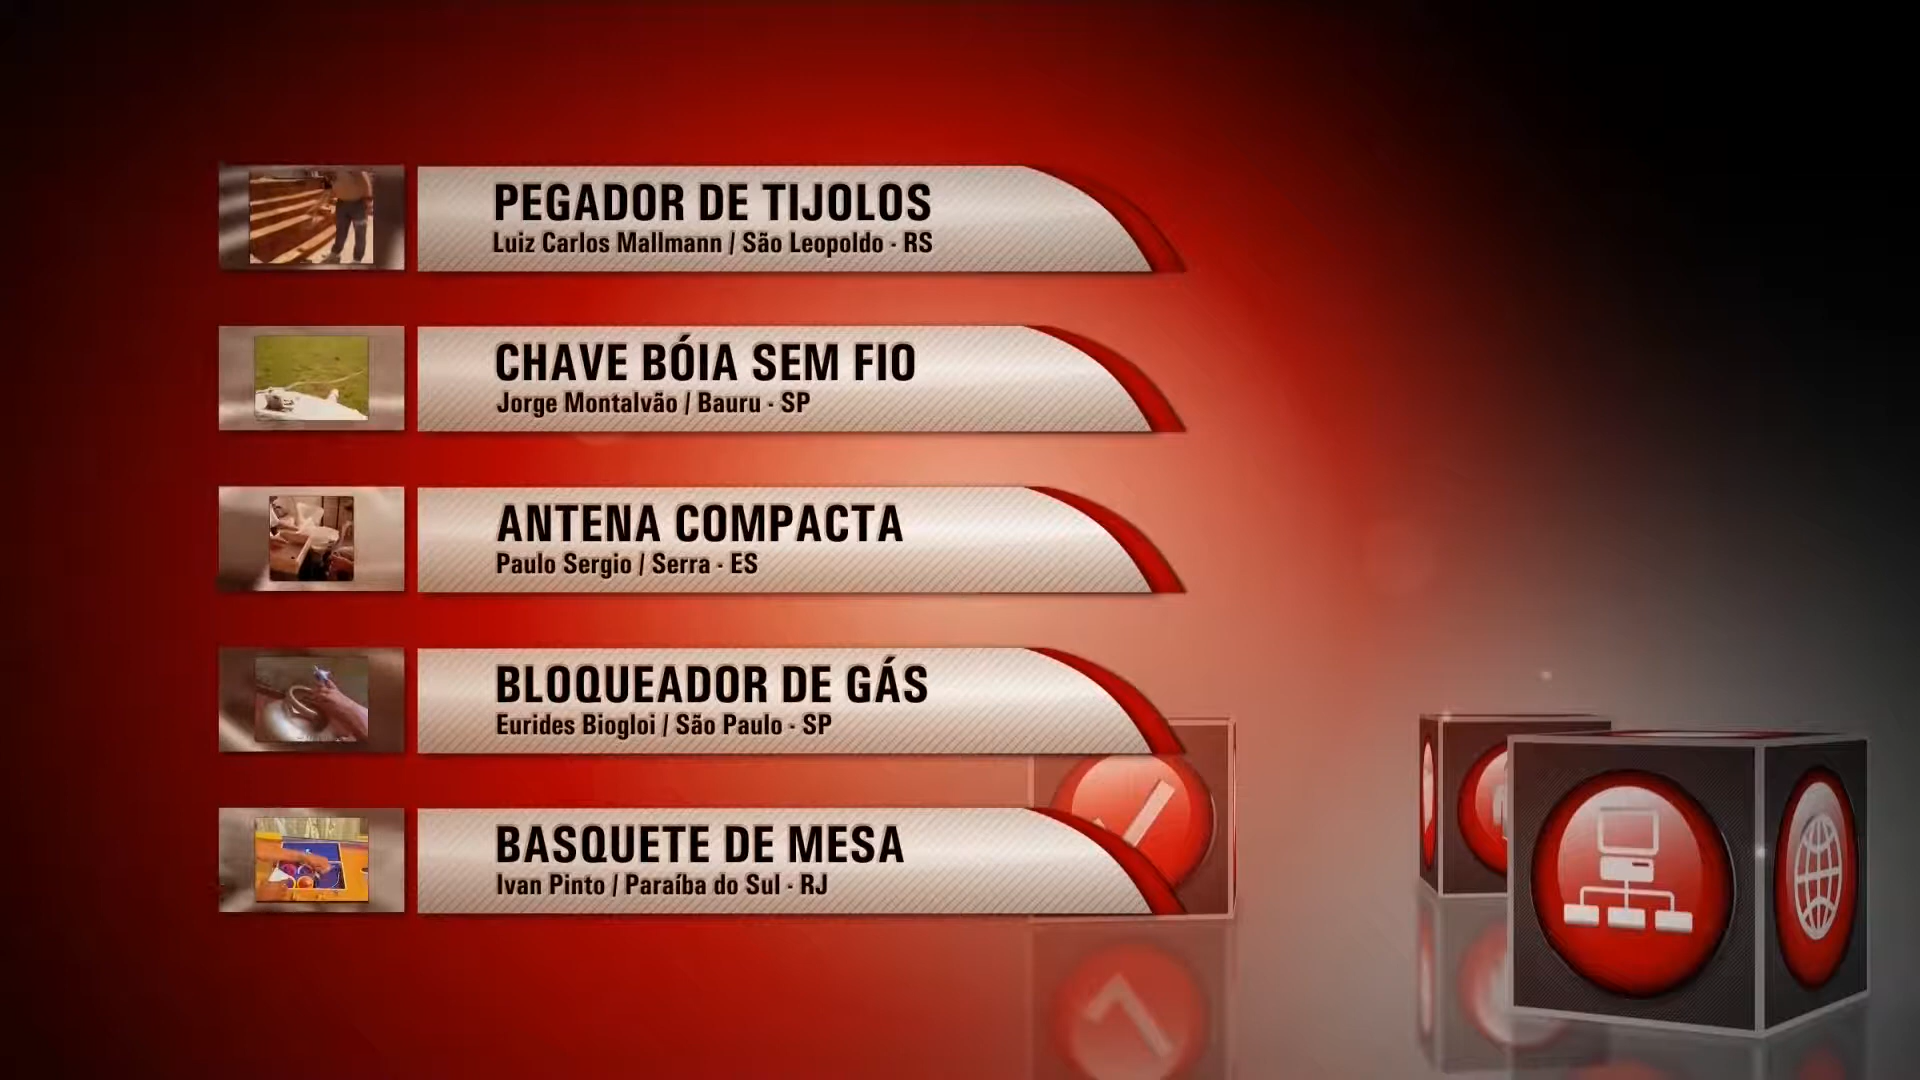 PEGADOR DE TIJOLOS
Luiz Carlos Mallmann / São Leopoldo - RS
CHAVE BÓIA SEM FIO
Jorge Montalvão / Bauru - SP
ANTENA COMPACTA
Paulo Sergio / Serra - ES
BLOQUEADOR DE GÁS
Eurides Biogloi / São Paulo - SP
BASQUETE DE MESA
Ivan Pinto / Paraíba do Sul - RJ